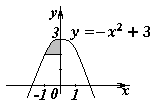 y
3
y = −x² + 3
-1 0 1 x